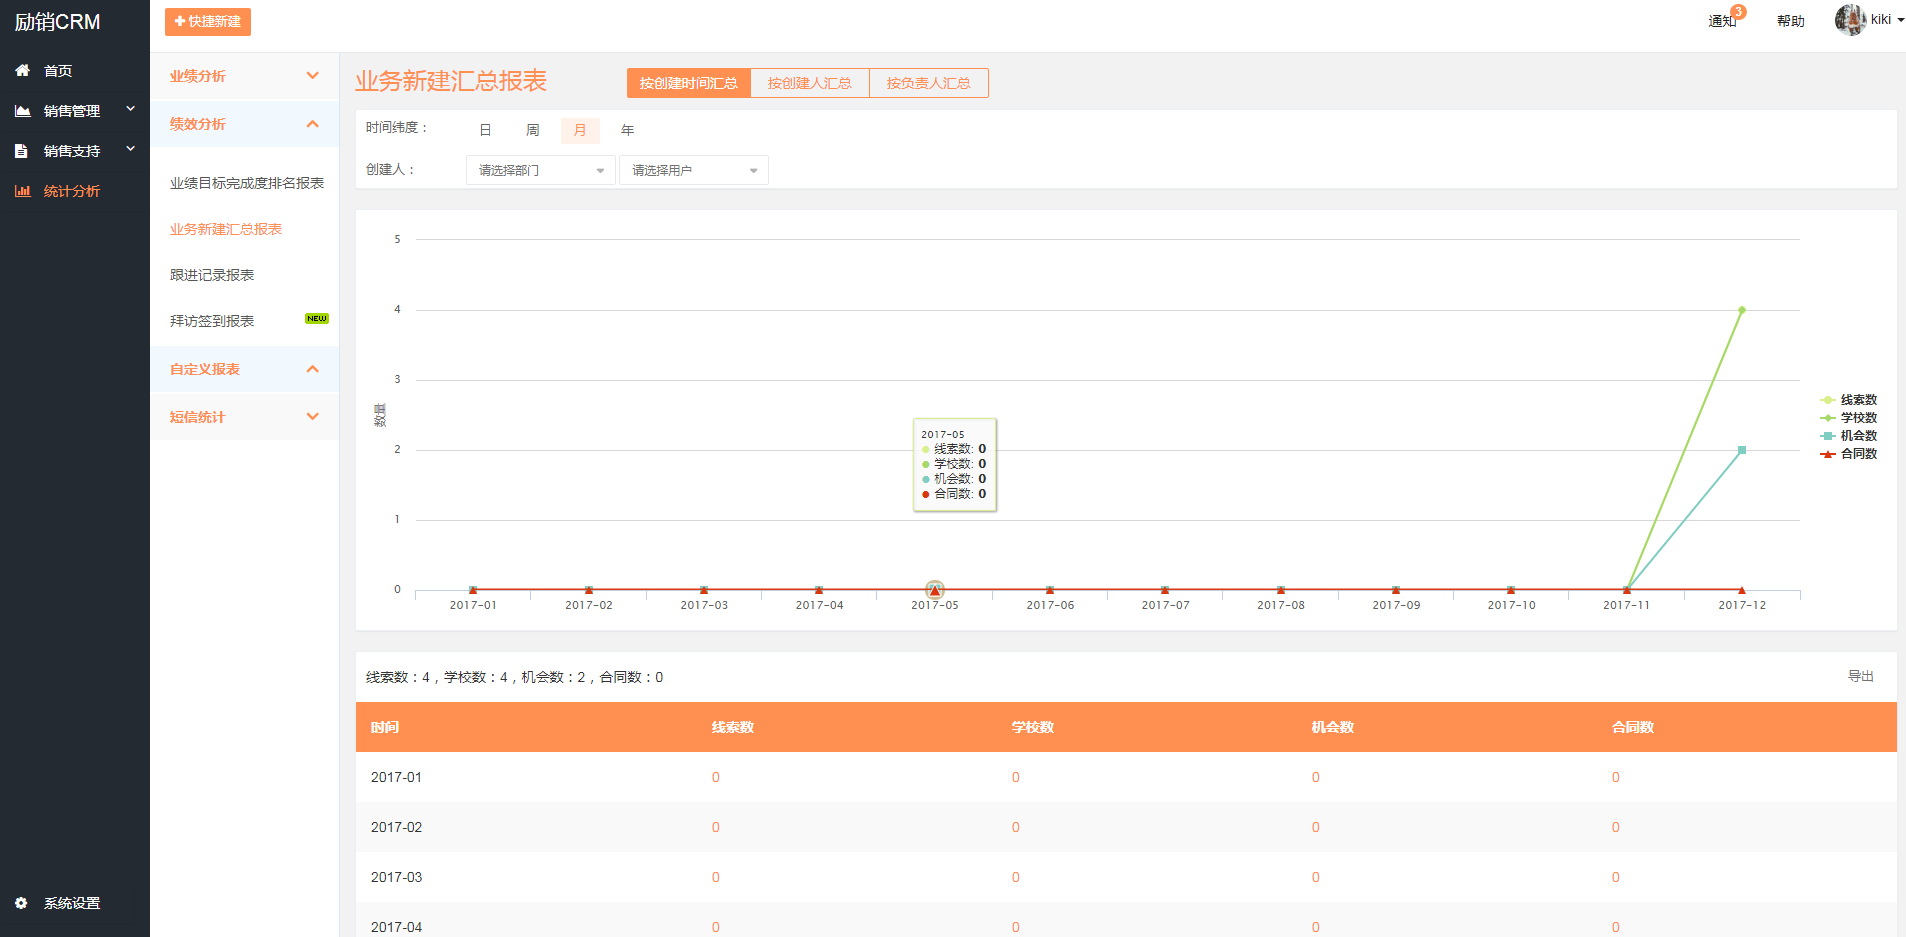 励销CRM
快捷新建
通知
3
帮助
kiki
首页
销售管理
销售支持
统计分析
系统设置
业绩分析
绩效分析
业绩目标完成度排名报表
业务新建汇总报表
跟进记录报表
拜访签到报表
NEW
自定义报表
短信统计
业务新建汇总报表
按创建时间汇总
按创建人汇总
按负责人汇总
时间纬度：
日
周
月
年
创建人：
请选择部门
请选择用户
5
4
3
2
1
0
数量
2017-05
线索数: 0
学校数: 0
机会数: 0
合同数: 0
线索数
学校数
机会数
合同数
2017-01
2017-02
2017-03
2017-04
2017-05
2017-06
2017-07
2017-08
2017-09
2017-10
2017-11
2017-12
线索数：4，学校数：4，机会数：2，合同数：0
导出
时间 线索数 学校数 机会数 合同数
2017-01 0 0 0 0
2017-02 0 0 0 0
2017-03 0 0 0 0
2017-04 0 0 0 0